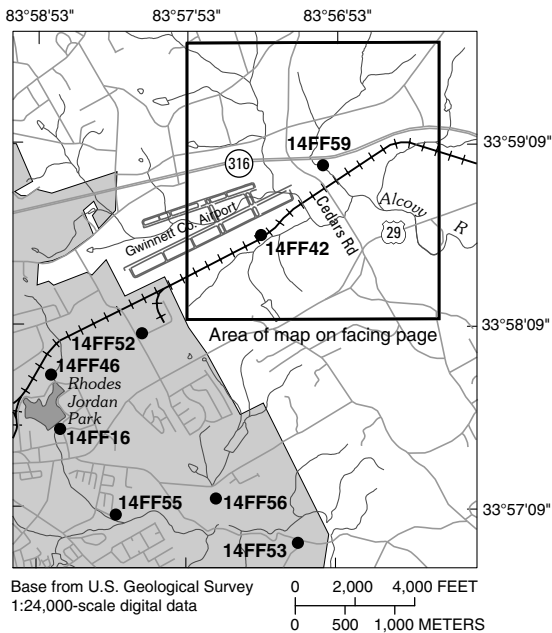 83°58'53" 83°57'53" 83°56'53"
33°59'09"
14FF59
316
Alcovy
R
29
Cedars Rd
Gwinnett Co. Airport
14FF42
33°58'09"
Area of map on facing page
14FF52
14FF46
Rhodes
Jordan
Park
14FF16
14FF55
14FF56
33°57'09"
14FF53
Base from U.S. Geological Survey
1:24,000-scale digital data
0 2,000 4,000 FEET
0 500 1,000 METERS